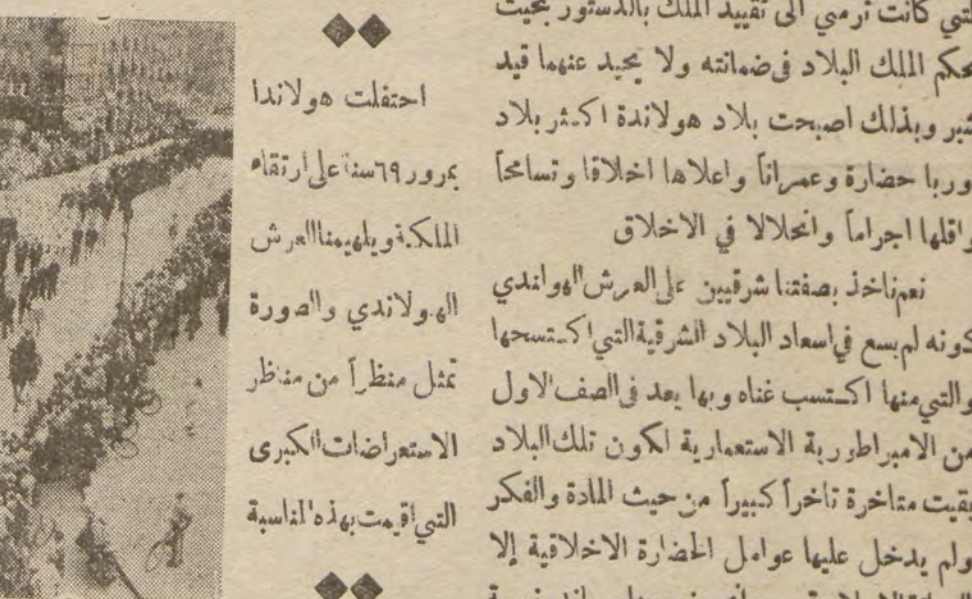 التي كانت ترمي الى تقييد الملك بالدستور بحيث
يحكم الملك البلاد في ضمانته ولا يحيد عنهما قيد
وبذلك اصبحت بلاد هولاندة اكثر بلاد
حضارة وعمراناً واعلاها اخلاقا وتسامحاً
واقلها اجراماً وانحلالا في الاخلاق
نعم ناخذ بصفتنا شرقيين على العرش الهواندي
كونه لم يسع في اسعاد البلاد الشرقية التي اكتسحها
والتي منها اكتسب غناه وبها يعد في الصف الاول
من الامبراطورية الاستعمارية لكون تلك البلاد
بقيت متاخرة تاخراً كبيراً من حيث المادة والفكر
ولم يدخل عليها عوامل الحضارة الاخلاقية إلا
احتفلت هولاندا
بمرور ٦٩ سنة على ارتقاء
الملكة ويلهيمنا العرش
الهولاندي والصورة
تمثل منظراً من مناظر
الاستعراضات الكبرى
التي اقيمت بهذه المناسبة